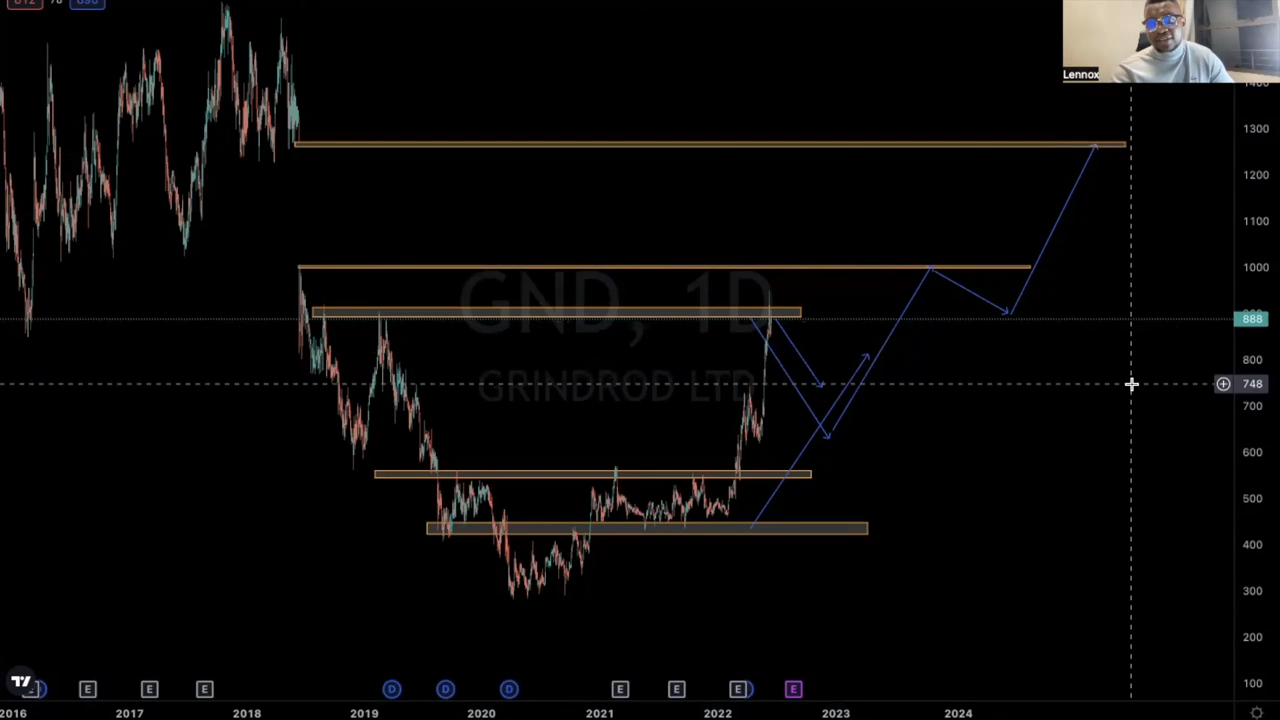 Lennox
1300
1200
1100
1000
888
800
748
700
600
500
400
300
200
100
GND, 1D
GRINDROD LTD
E
E
E
D
D
D
E
E
E
E
2016
2017
2018
2019
2020
2021
2022
2023
2024